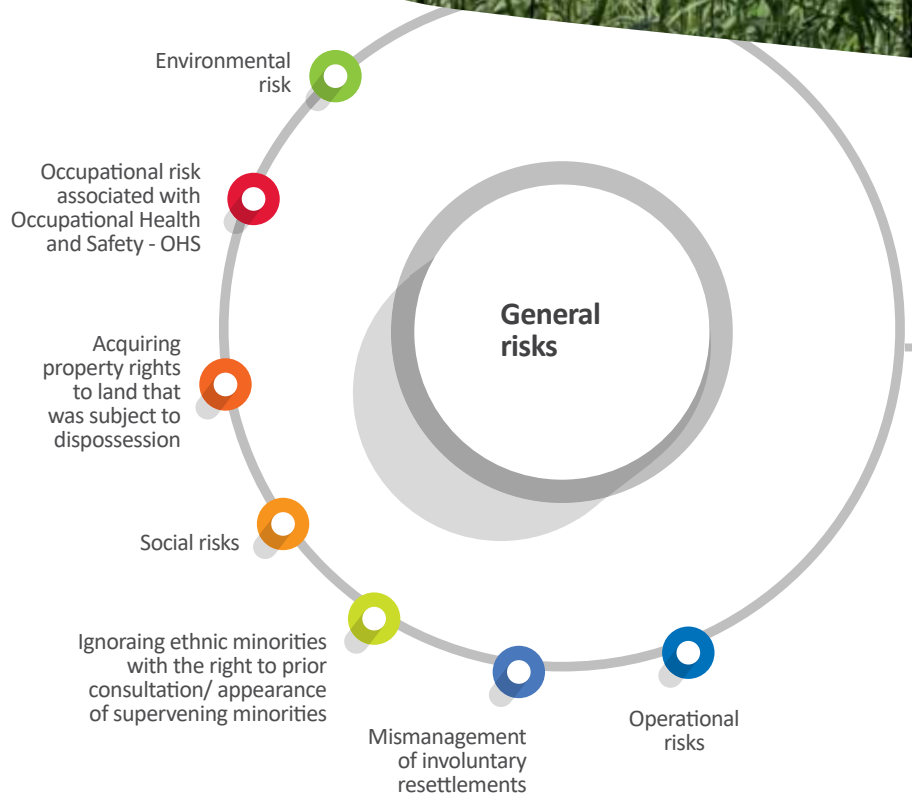 Environmental
risk
Occupational risk
associated with
Occupational Health
and Safety - OHS
General
risks
Acquiring
property rights
to land that
was subject to
dispossession
Social risks
Ignoraing ethnic minorities
with the right to prior
consultation/ appearance
of supervening minorities
Mismanagement
of involuntary
resettlements
Operational
risks